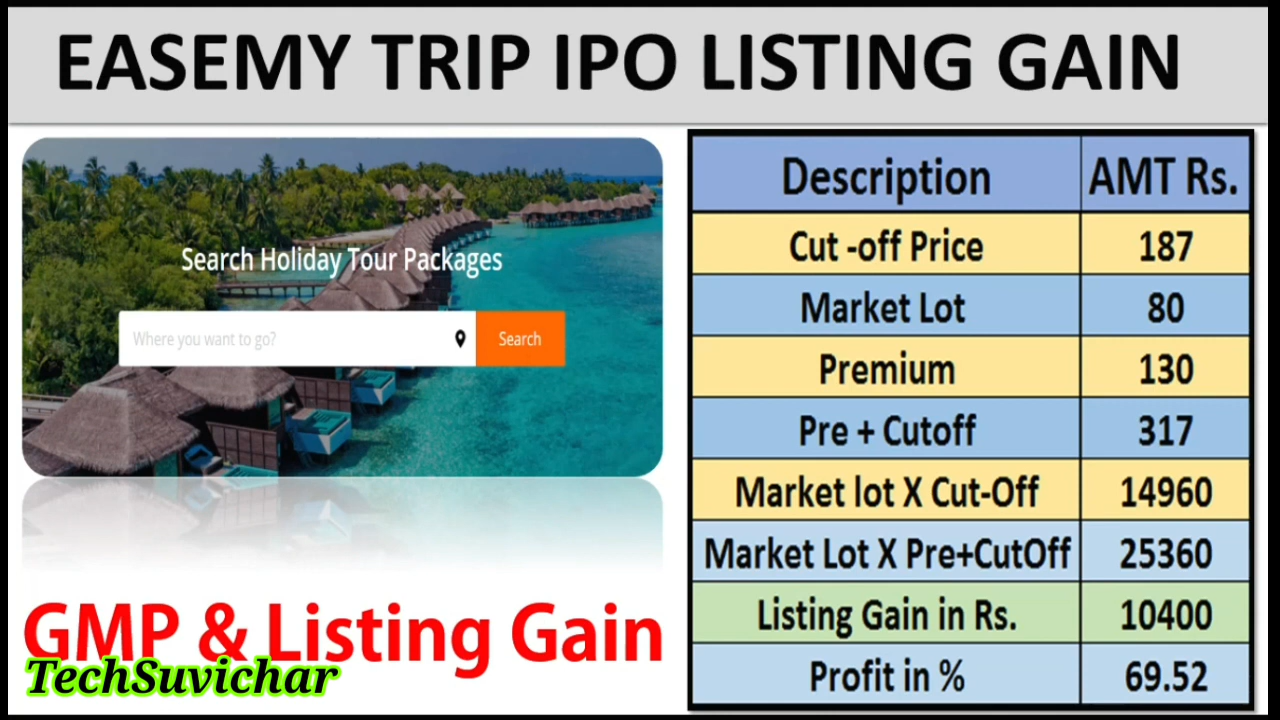 EASEMY TRIP IPO LISTING GAIN
Search Holiday Tour Packages
Where you want to go?
Search
GMP & Listing Gain
TechSuvichar
Description AMT Rs.
Cut -off Price 187
Market Lot 80
Premium 130
Pre + Cutoff 317
Market lot X Cut-Off 14960
Market Lot X Pre+CutOff 25360
Listing Gain in Rs. 10400
Profit in % 69.52